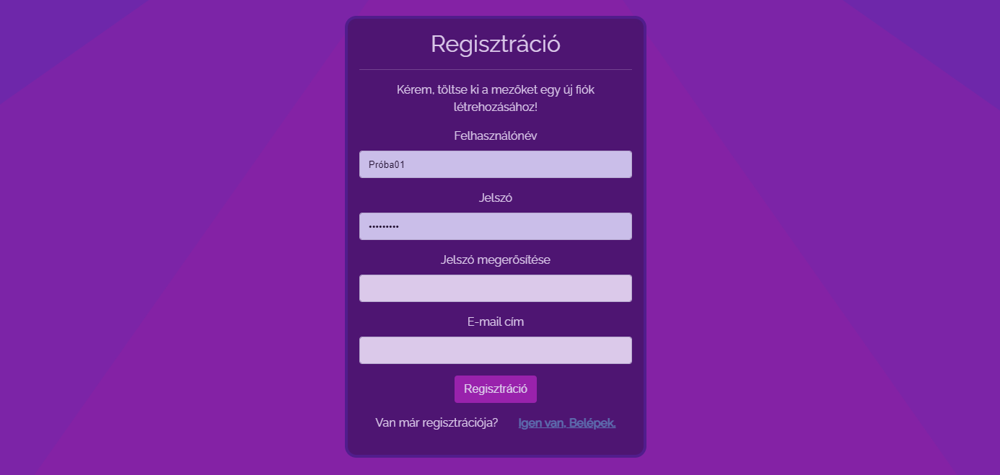 Regisztráció
Kérem, töltse ki a mezőket egy új fiók
létrehozásához!
Felhasználónév
Próba01
Jelszó
•••••••••
Jelszó megerősítése
E-mail cím
Regisztráció
Van már regisztrációja? Igen van, Belépek.